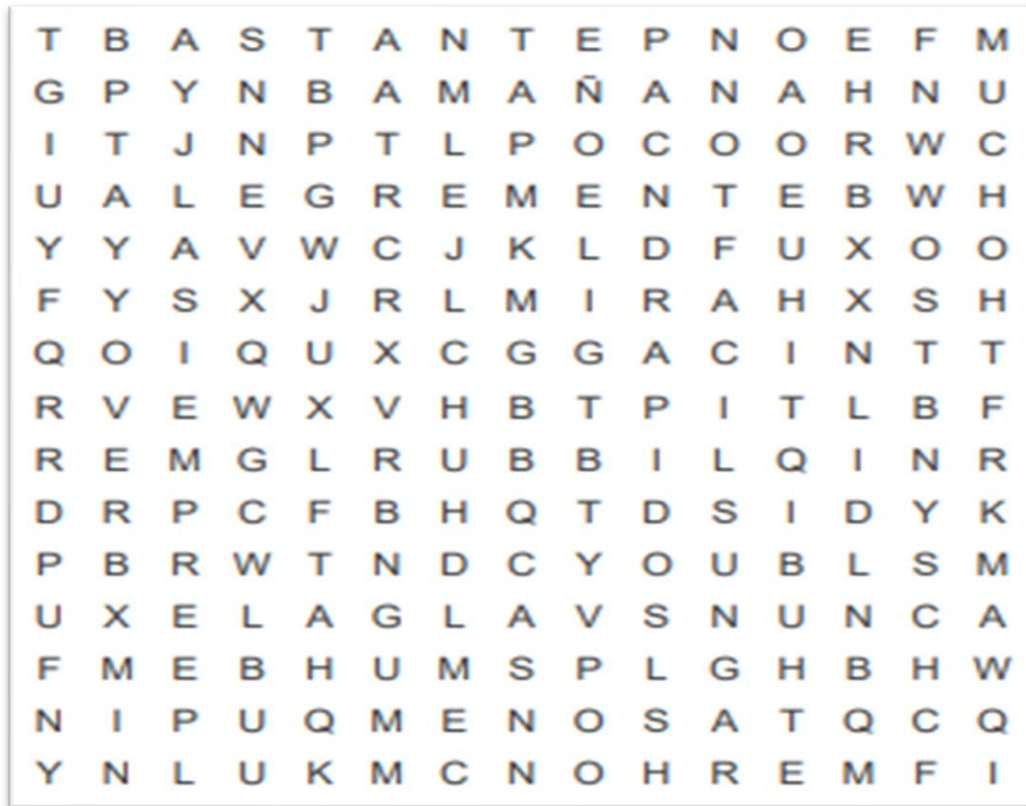 T B A S T A N T E P N O E F M
G P Y N B A M A Ñ A N A H N U
I T J N P T L P O C O O R W C
U A L E G R E M E N T E B W H
Y Y A V W C J K L D F U X O O
F Y S X J R L M I R A H X S H
Q O I Q U X C G G A C I N T T
R V E W X V H B T P I T L B F
R E M G L R U B B I L Q I N R
D R P C F B H Q T D S I D Y K
P B R W T N D C Y O U B L S M
U X E L A G L A V S N U N C A
F M E B H U M S P L G H B H W
N I P U Q M E N O S A T Q C Q
Y N L U K M C N O H R E M F I